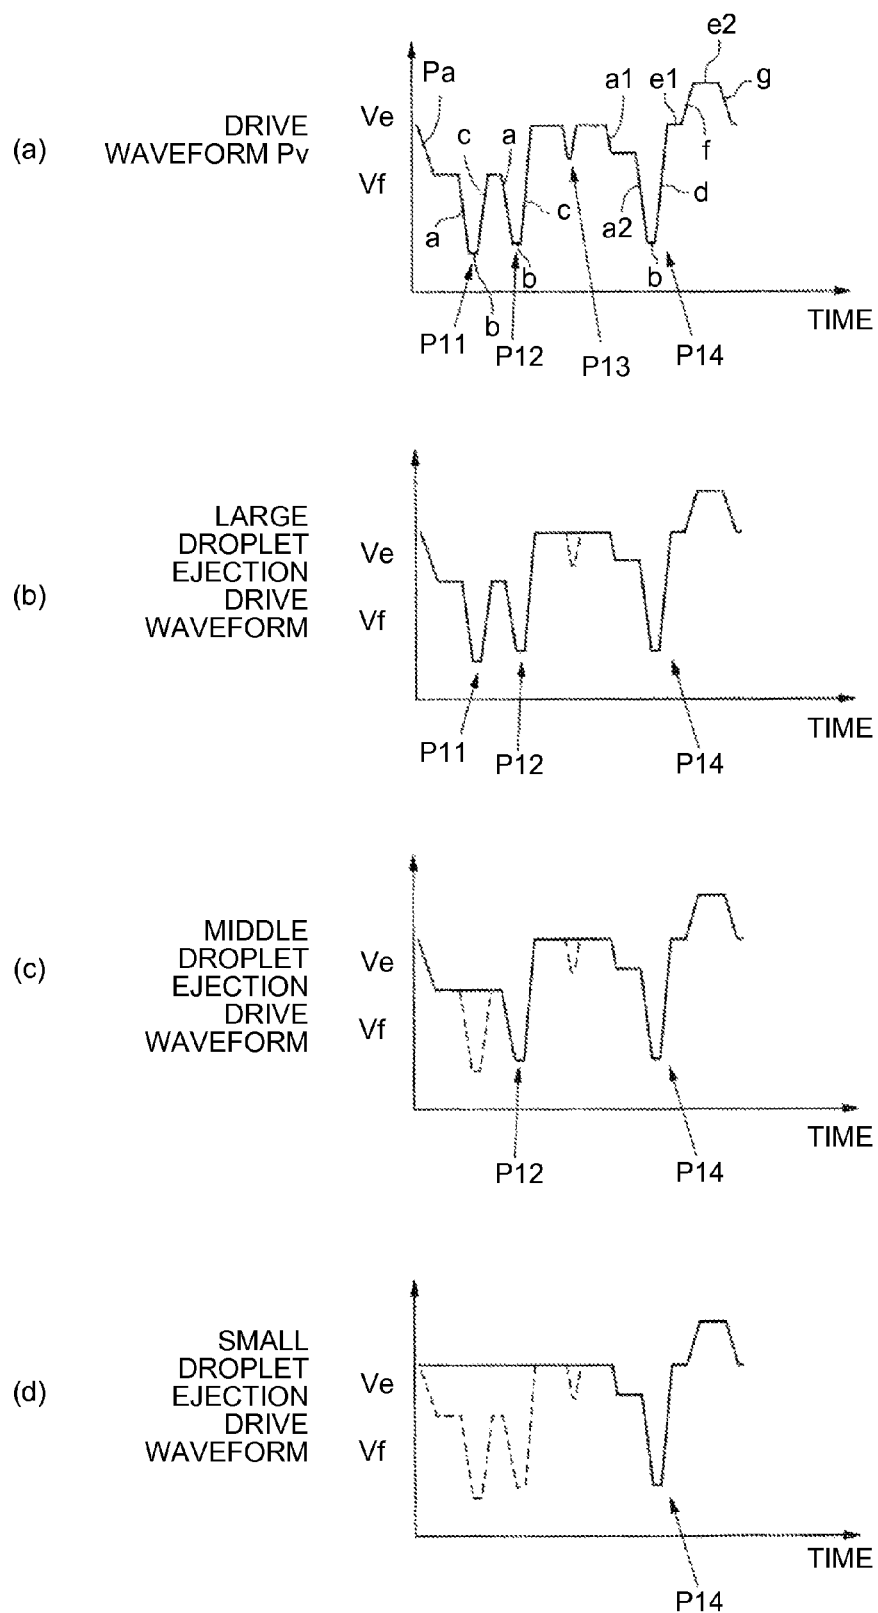 (a)
DRIVE
WAVEFORM Pv
Ve
Vf
Pa
a
c
a
c
b
b
a1
a2
e1
e2
f
g
d
b
P11
P12
P13
P14
TIME
(b)
LARGE
DROPLET
EJECTION
DRIVE
WAVEFORM
Ve
Vf
P11
P12
P14
TIME
(c)
MIDDLE
DROPLET
EJECTION
DRIVE
WAVEFORM
Ve
Vf
P12
P14
TIME
(d)
SMALL
DROPLET
EJECTION
DRIVE
WAVEFORM
Ve
Vf
P14
TIME